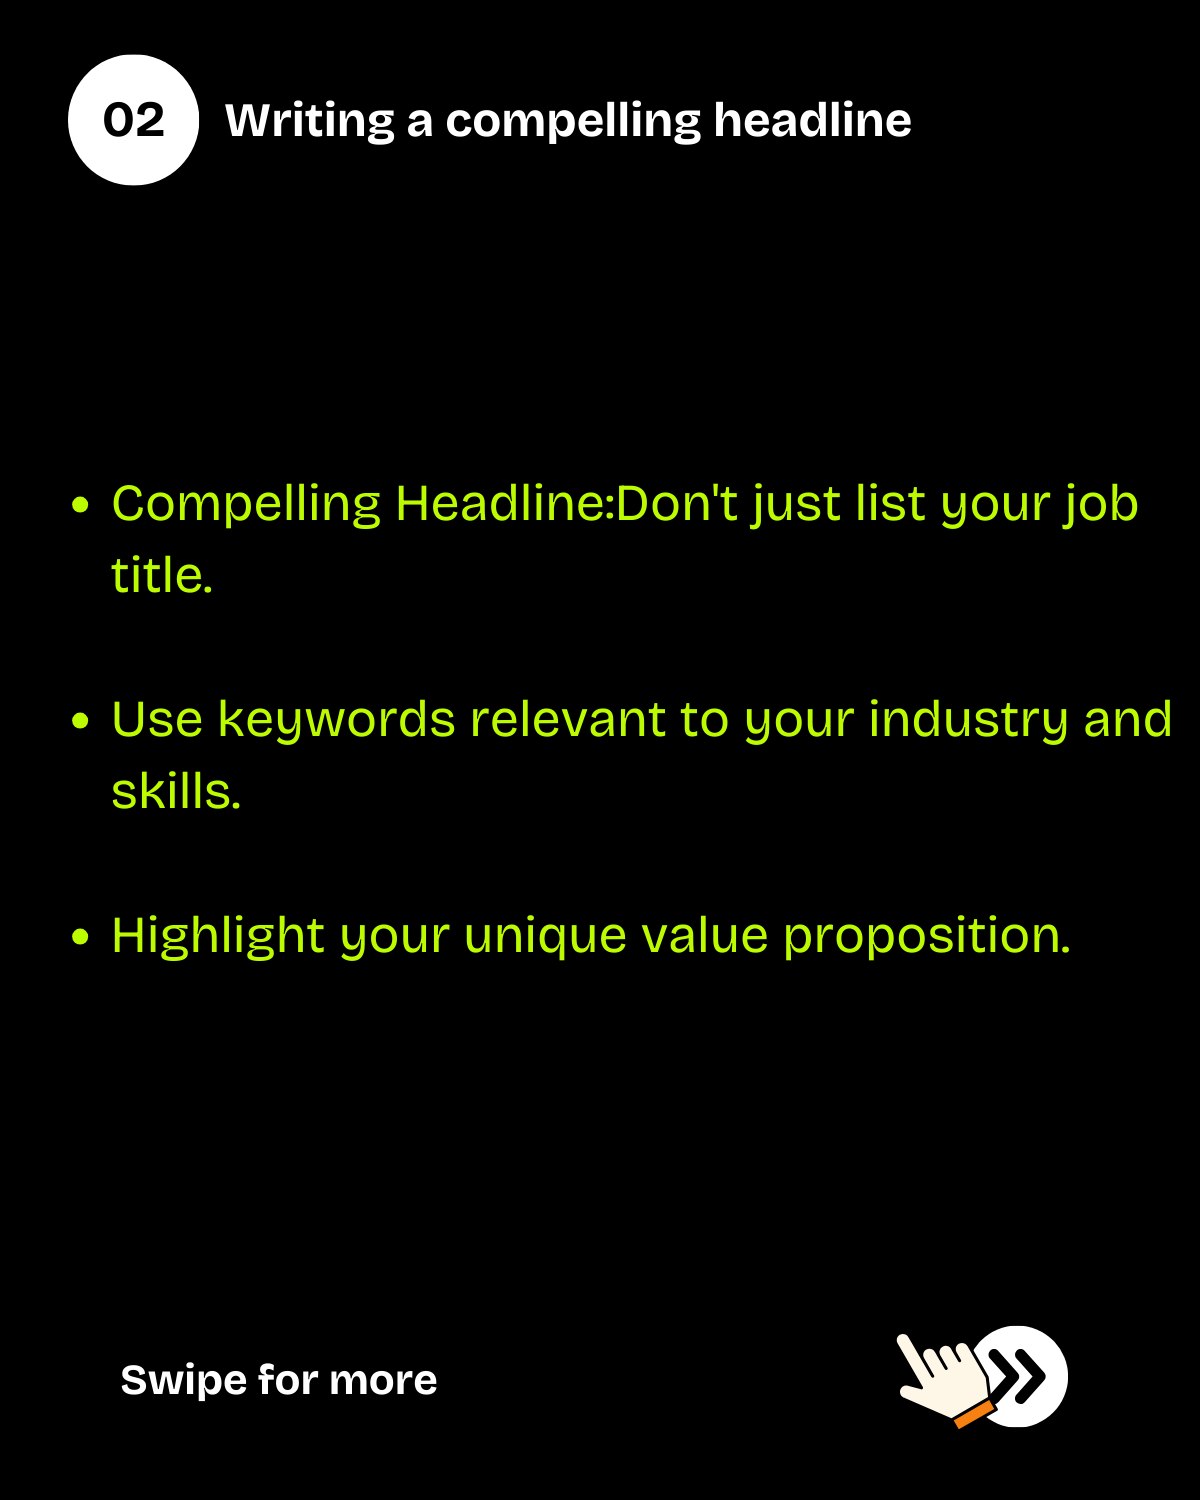 02 Writing a compelling headline
• Compelling Headline:Don't just list your job
title.
• Use keywords relevant to your industry and
skills.
• Highlight your unique value proposition.
Swipe for more